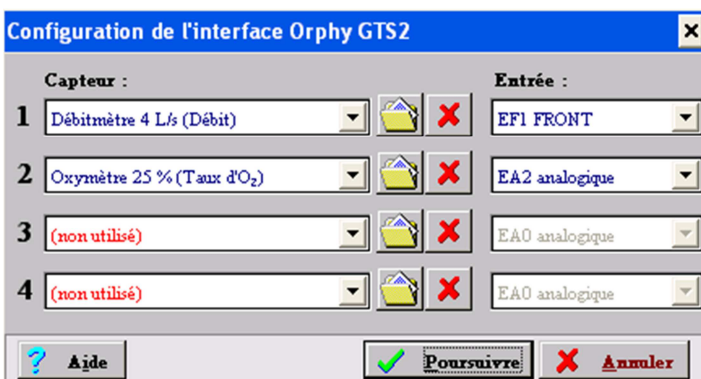 Configuration de l'interface Orphy GTS2
Capteur : Entrée :
1 Débitmètre 4 L/s (Débit) EF1 FRONT
2 Oxymètre 25 % (Taux d'O₂) EA2 analogique
3 (non utilisé) EA0 analogique
4 (non utilisé) EA0 analogique
? Aide Poursuivre Annuler